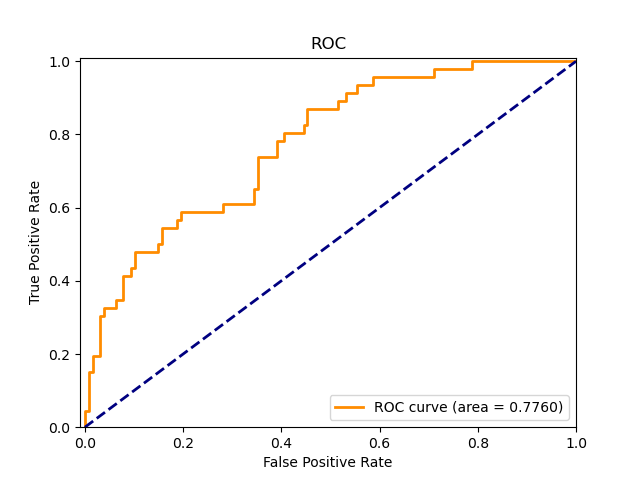 ROC
1.0
0.8
0.6
0.4
0.2
0.0
True Positive Rate
0.0 0.2 0.4 0.6 0.8 1.0
False Positive Rate
ROC curve (area = 0.7760)